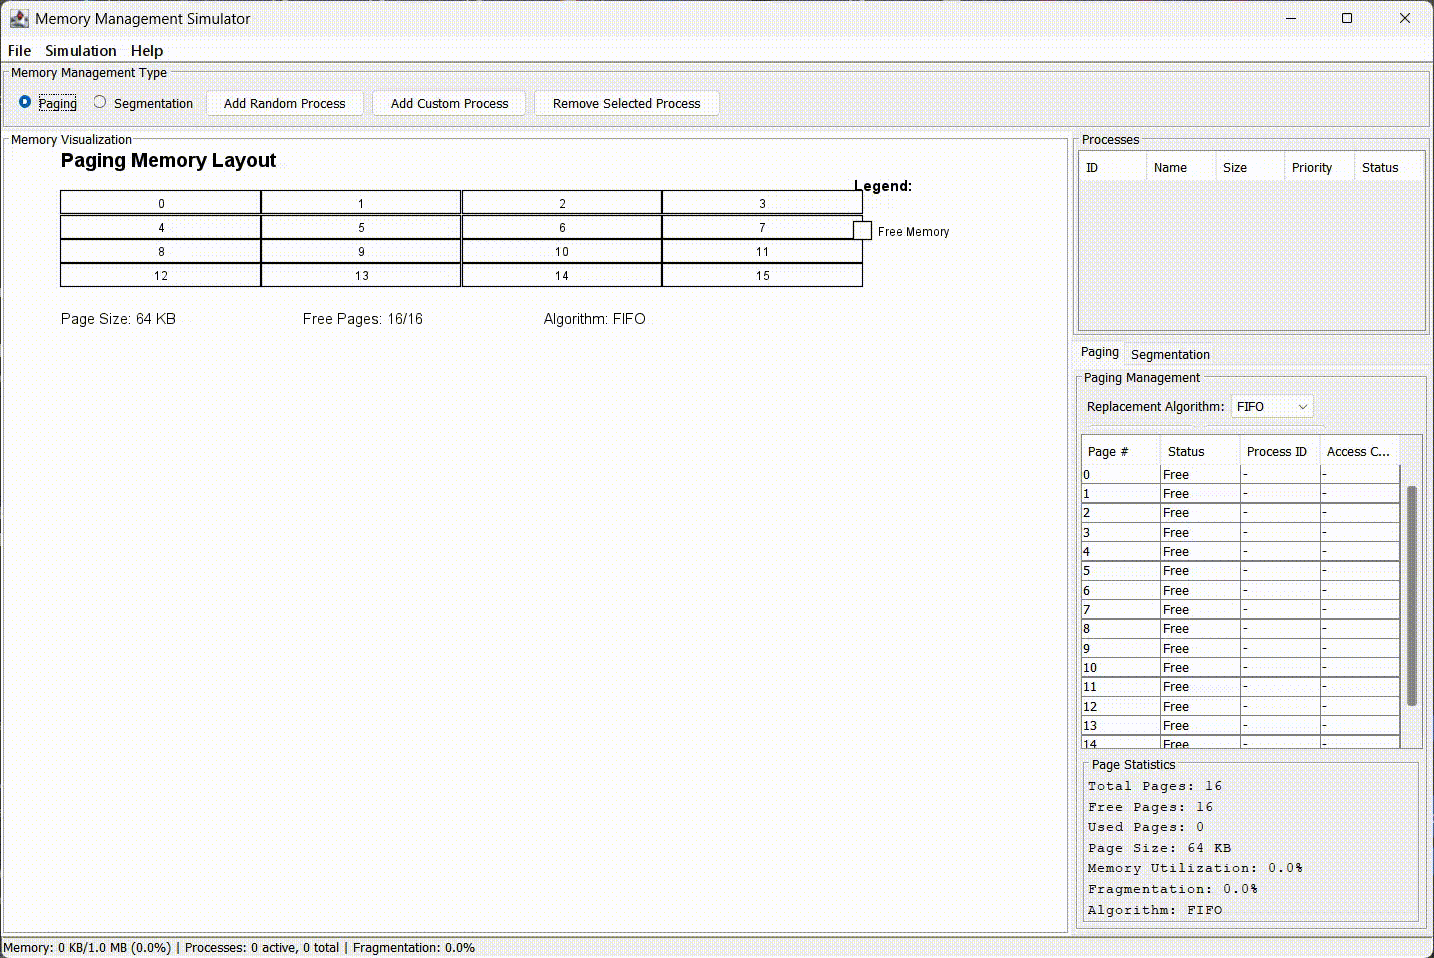 Memory Management Simulator
File Simulation Help
Memory Management Type
Paging Segmentation Add Random Process Add Custom Process Remove Selected Process
Memory Visualization
Paging Memory Layout
Legend:
0 1 2 3
4 5 6 7
Free Memory
8 9 10 11
12 13 14 15
Page Size: 64 KB Free Pages: 16/16 Algorithm: FIFO
Processes
ID Name Size Priority Status
Paging Segmentation
Paging Management
Replacement Algorithm: FIFO
Page # Status Process ID Access C...
0 Free - -
1 Free - -
2 Free - -
3 Free - -
4 Free - -
5 Free - -
6 Free - -
7 Free - -
8 Free - -
9 Free - -
10 Free - -
11 Free - -
12 Free - -
13 Free - -
14 Free - -
Page Statistics
Total Pages: 16
Free Pages: 16
Used Pages: 0
Page Size: 64 KB
Memory Utilization: 0.0%
Fragmentation: 0.0%
Algorithm: FIFO
Memory: 0 KB/1.0 MB (0.0%) | Processes: 0 active, 0 total | Fragmentation: 0.0%